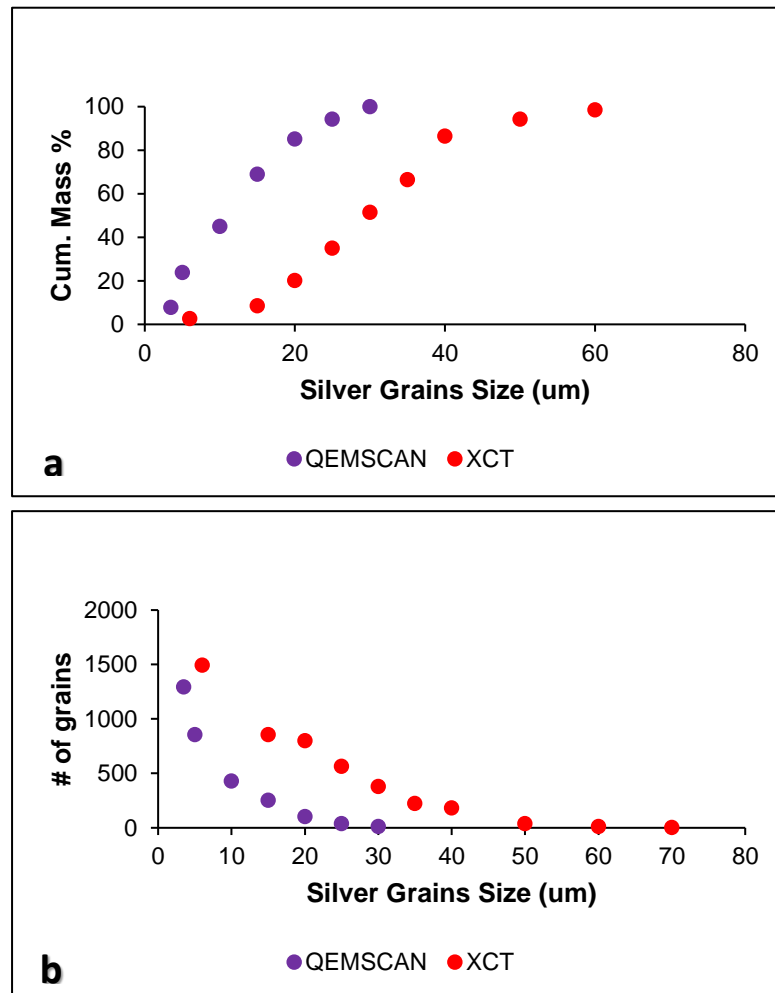 100
80
60
40
20
0
Cum. Mass %
0 20 40 60 80
Silver Grains Size (um)
a
QEMSCAN XCT
2000
1500
1000
500
0
# of grains
0 10 20 30 40 50 60 70 80
Silver Grains Size (um)
b
QEMSCAN XCT